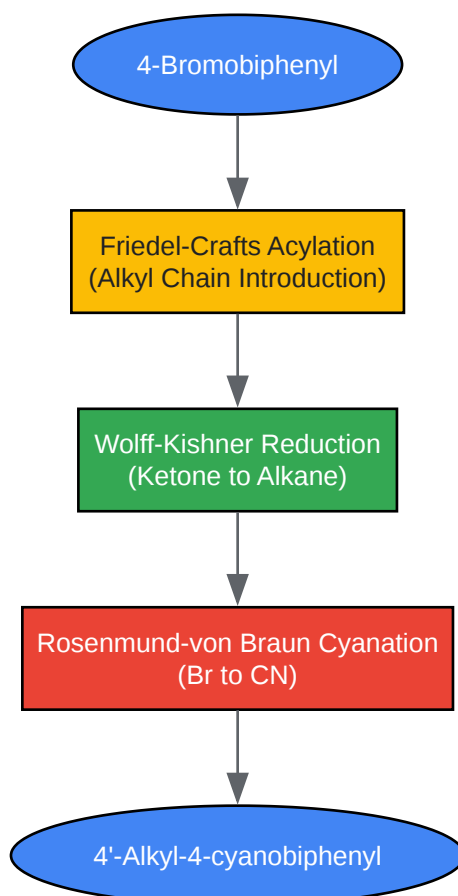 4-Bromobiphenyl
Friedel-Crafts Acylation
(Alkyl Chain Introduction)
Wolff-Kishner Reduction
(Ketone to Alkane)
Rosenmund-von Braun Cyanation
(Br to CN)
4'-Alkyl-4-cyanobiphenyl